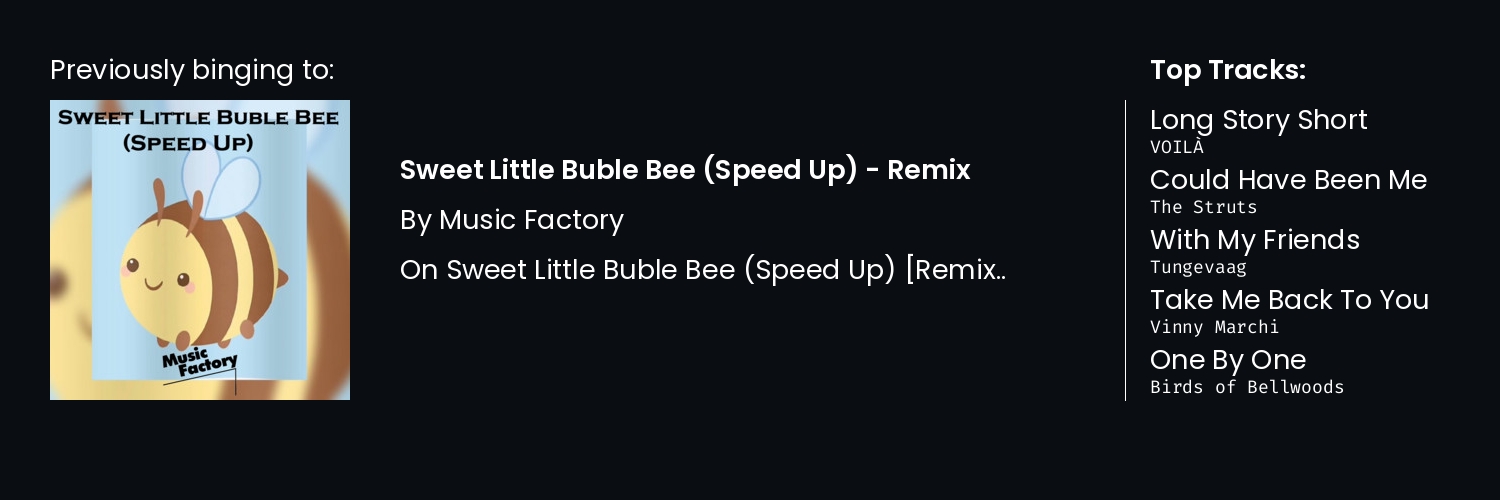 Previously binging to:
SWEET LITTLE BUBLE BEE
(SPEED UP)
Music
Factory
Sweet Little Buble Bee (Speed Up) - Remix
By Music Factory
On Sweet Little Buble Bee (Speed Up) [Remix..
Top Tracks:
Long Story Short
VOILÀ
Could Have Been Me
The Struts
With My Friends
Tungevaag
Take Me Back To You
Vinny Marchi
One By One
Birds of Bellwoods